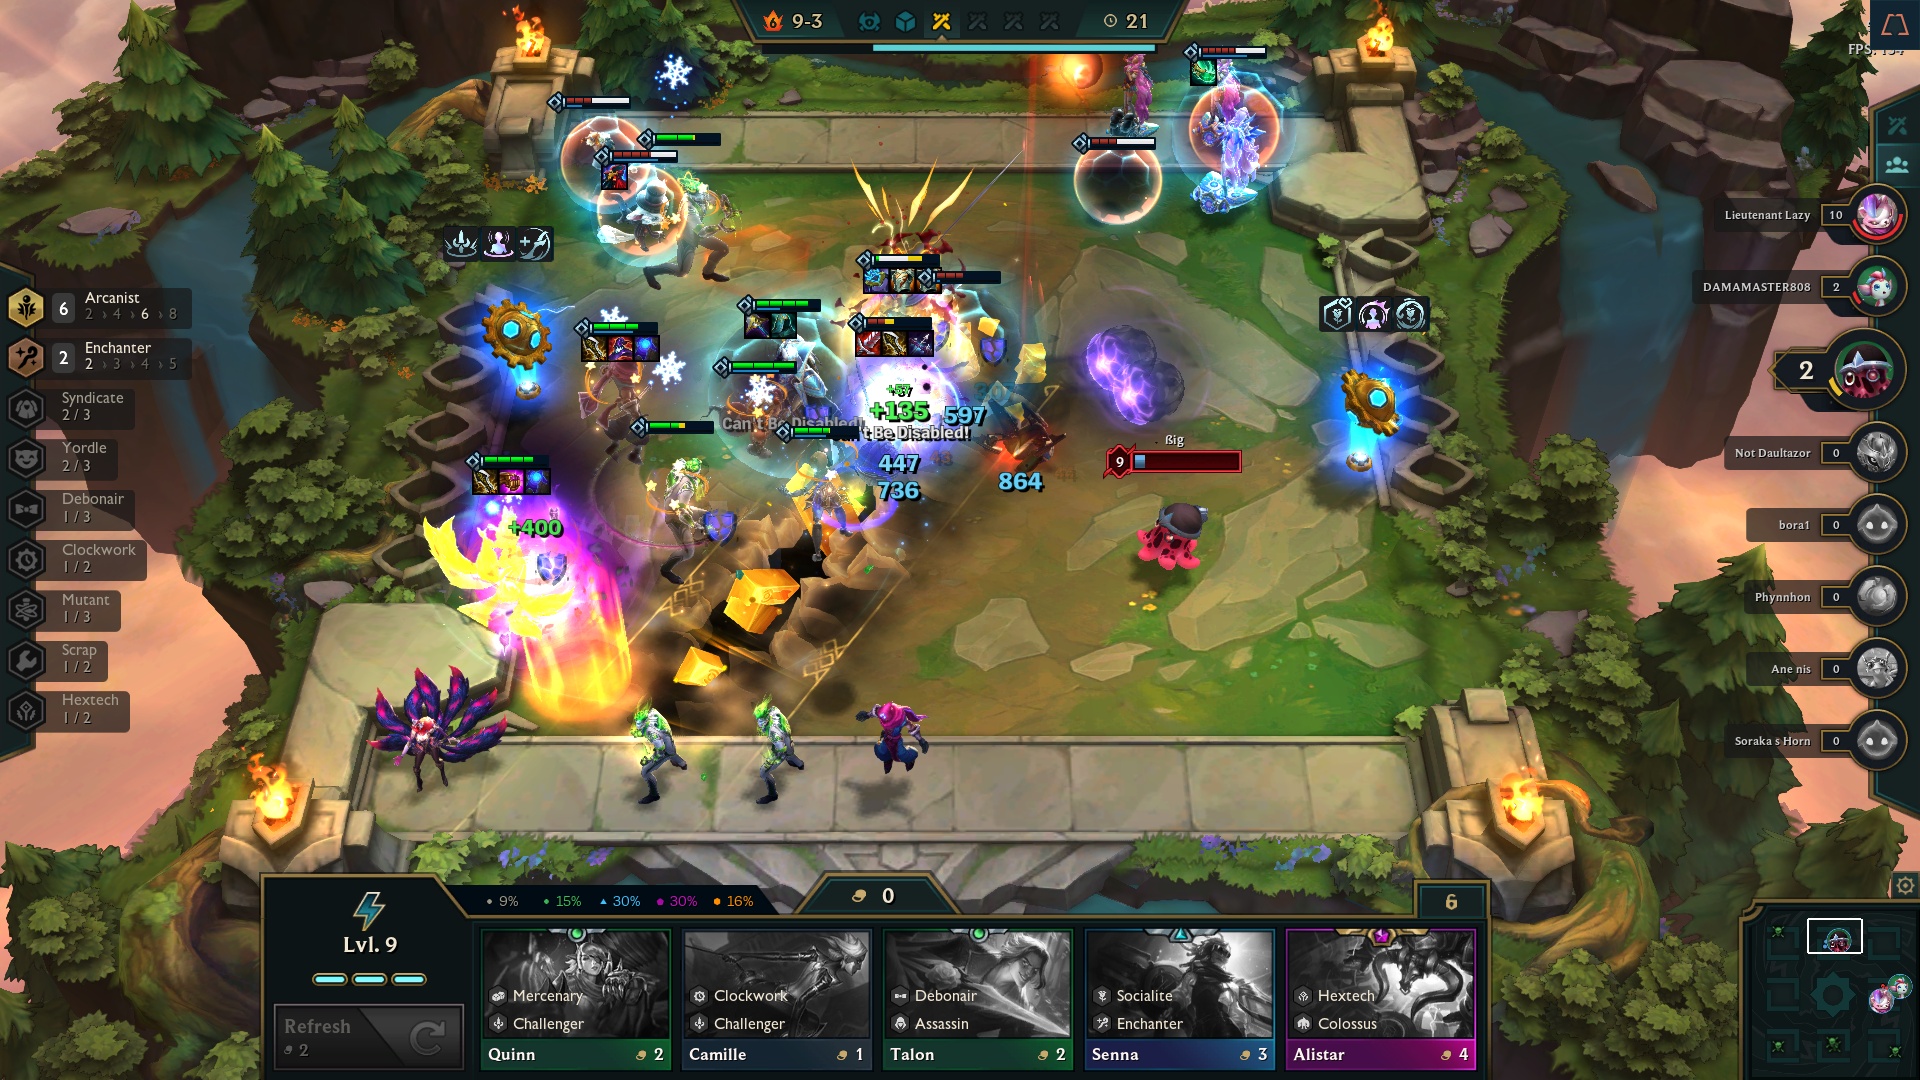 6 9-3 21
FPS: 134
Lieutenant Lazy 10
DAMAMASTER808 2
2
Not Daultazor 0
bora1 0
Phynnhon 0
Ane nis 0
Soraka s Horn 0
6 Arcanist
2 › 4 › 6 › 8
2 Enchanter
2 › 3 › 4 › 5
Syndicate
2 / 3
Yordle
2 / 3
Debonair
1 / 3
Clockwork
1 / 2
Mutant
1 / 3
Scrap
1 / 2
Hextech
1 / 2
+57
+135
597
Can't Be Disabled!
't Be Disabled!
447
736
864
44
+400
ßig
9
Lvl. 9
9% 15% 30% 30% 16%
0
6
Refresh
2
Mercenary
Challenger
Quinn 2
Clockwork
Challenger
Camille 1
Debonair
Assassin
Talon 2
Socialite
Enchanter
Senna 3
Hextech
Colossus
Alistar 4